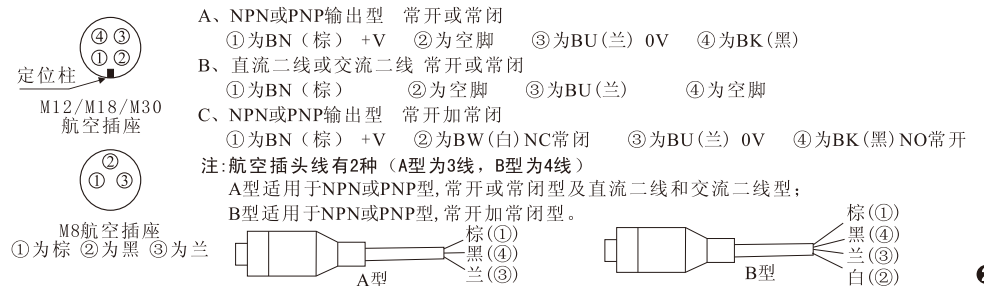 ④ ③
① ②
定位柱
M12/M18/M30
航空插座
②
① ③
M8航空插座
①为棕 ②为黑 ③为兰
A、NPN或PNP输出型 常开或常闭
①为BN（棕） +V ②为空脚 ③为BU(兰) 0V ④为BK(黑)
B、直流二线或交流二线 常开或常闭
①为BN（棕） ②为空脚 ③为BU(兰) ④为空脚
C、NPN或PNP输出型 常开加常闭
①为BN（棕） +V ②为BW(白)NC常闭 ③为BU(兰) 0V ④为BK(黑)NO常开
注:航空插头线有2种（A型为3线，B型为4线）
A型适用于NPN或PNP型,常开或常闭型及直流二线和交流二线型；
B型适用于NPN或PNP型,常开加常闭型。
棕(①)
黑(④)
兰(③)
A型
棕(①)
黑(④)
兰(③)
白(②)
B型